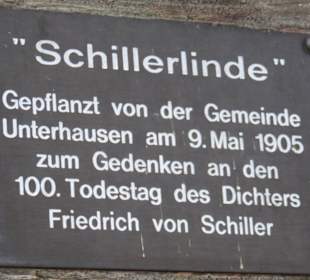 "Schillerlinde"
Gepflanzt von der Gemeinde
Unterhausen am 9. Mai 1905
zum Gedenken an den
100. Todestag des Dichters
Friedrich von Schiller